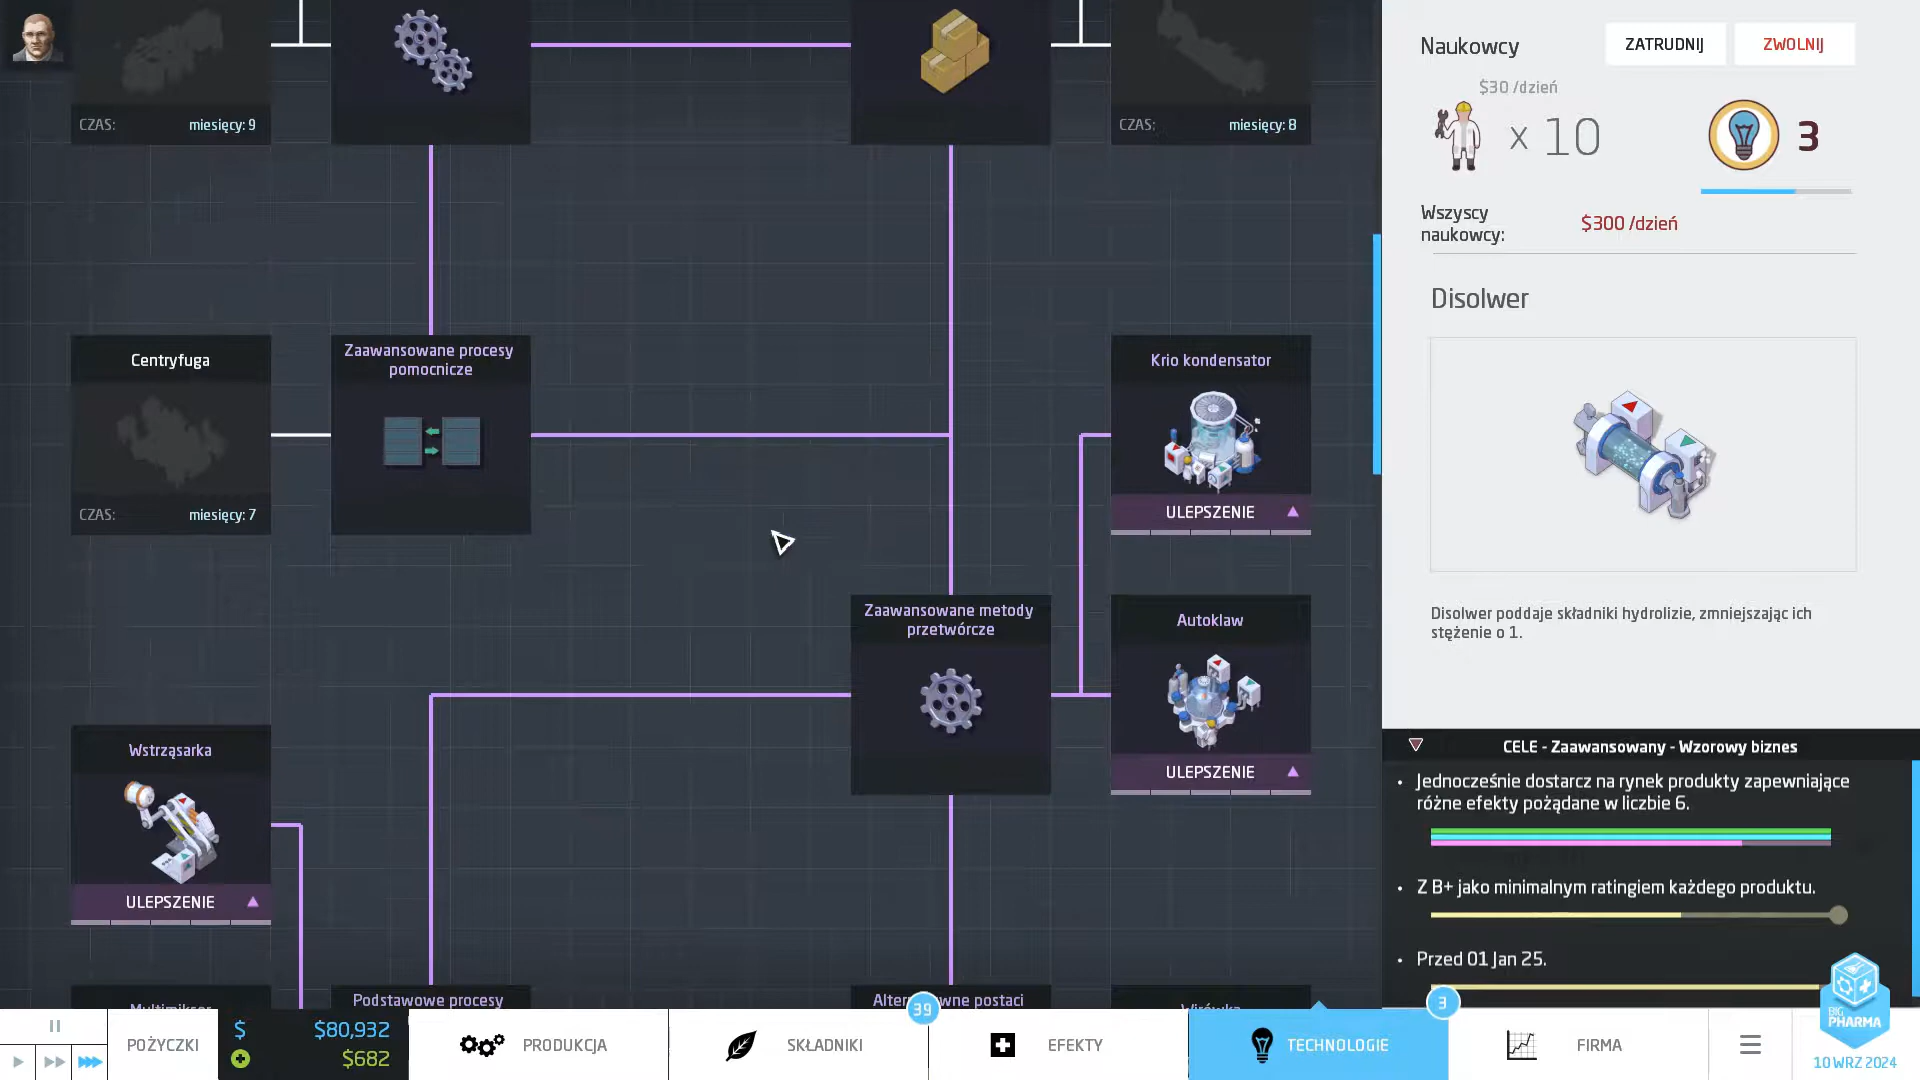 CZAS:
miesięcy: 9
CZAS:
miesięcy: 8
Centryfuga
CZAS:
miesięcy: 7
Zaawansowane procesy
pomocnicze
Krio kondensator
ULEPSZENIE
Zaawansowane metody
przetwórcze
Autoklaw
ULEPSZENIE
Wstrząsarka
ULEPSZENIE
Multimikser
Podstawowe procesy
postaci
Wirówka
Naukowcy
ZATRUDNIJ
ZWOLNIJ
$30 /dzień
x 10
3
Wszyscy
naukowcy:
$300 /dzień
Disolwer
Disolwer poddaje składniki hydrolizie, zmniejszając ich
stężenie o 1.
CELE - Zaawansowany - Wzorowy biznes
• Jednocześnie dostarcz na rynek produkty zapewniające
różne efekty pożądane w liczbie 6.
• Z B+ jako minimalnym ratingiem każdego produktu.
• Przed 01 Jan 25.
POŻYCZKI
$
$80,932
$682
PRODUKCJA
SKŁADNIKI
39
EFEKTY
TECHNOLOGIE
3
FIRMA
BIG
PHARMA
10 WRZ 2024